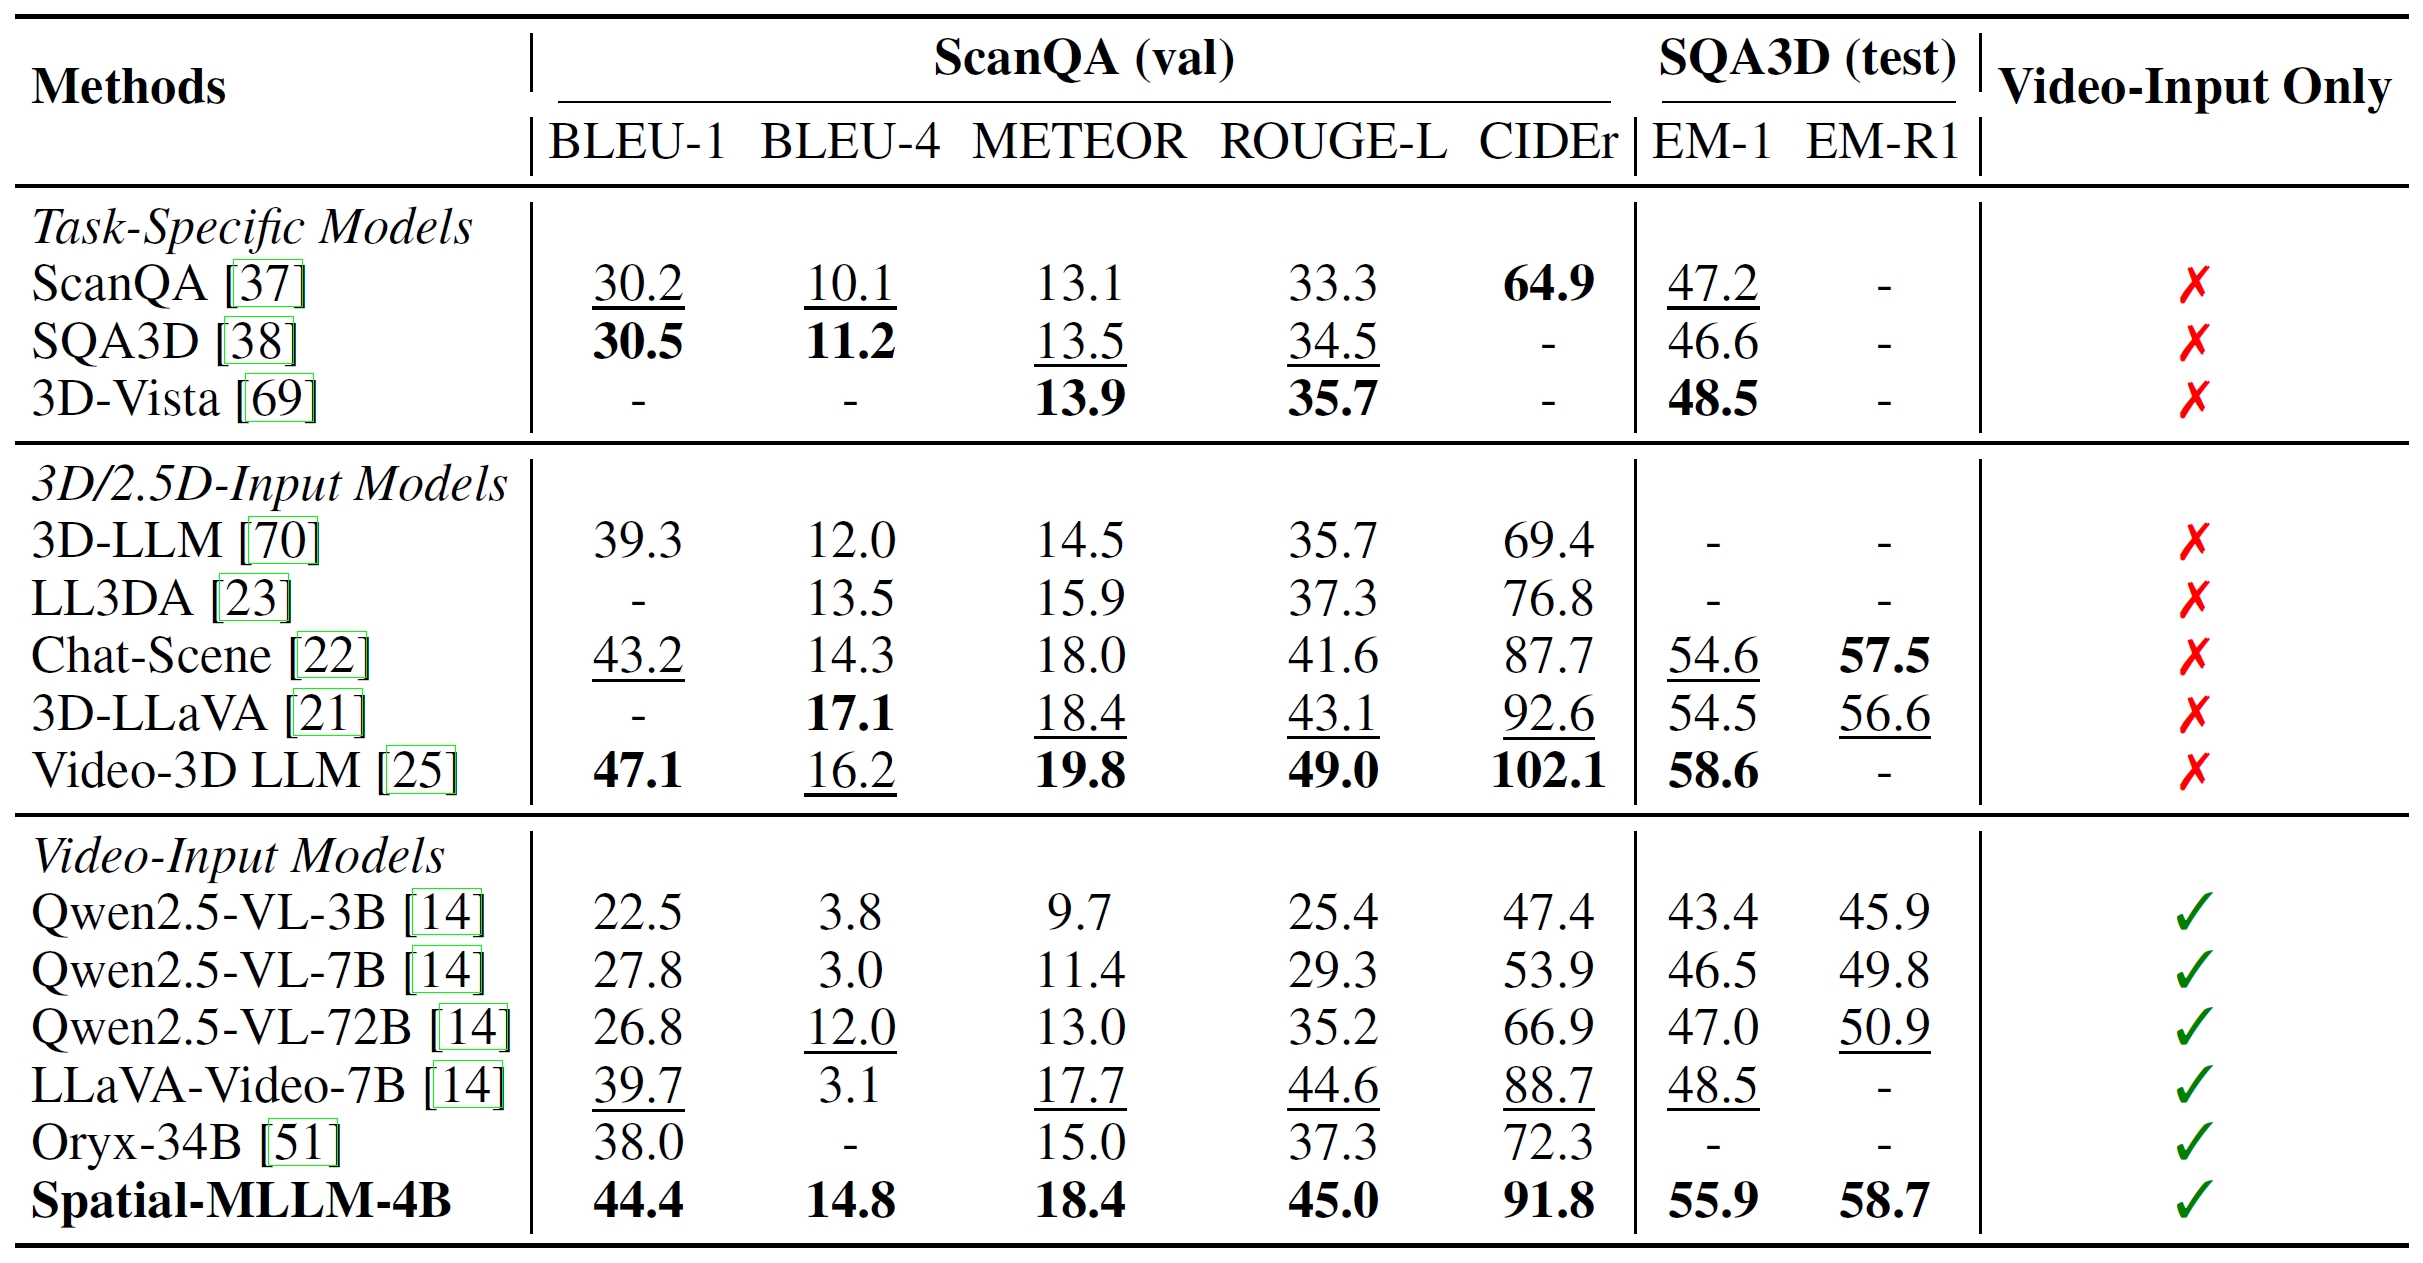 Methods ScanQA (val) SQA3D (test) Video-Input Only
BLEU-1 BLEU-4 METEOR ROUGE-L CIDEr EM-1 EM-R1
Task-Specific Models
ScanQA [37] 30.2 10.1 13.1 33.3 64.9 47.2 - ✗
SQA3D [38] 30.5 11.2 13.5 34.5 - 46.6 - ✗
3D-Vista [69] - - 13.9 35.7 - 48.5 - ✗
3D/2.5D-Input Models
3D-LLM [70] 39.3 12.0 14.5 35.7 69.4 - - ✗
LL3DA [23] - 13.5 15.9 37.3 76.8 - - ✗
Chat-Scene [22] 43.2 14.3 18.0 41.6 87.7 54.6 57.5 ✗
3D-LLaVA [21] - 17.1 18.4 43.1 92.6 54.5 56.6 ✗
Video-3D LLM [25] 47.1 16.2 19.8 49.0 102.1 58.6 - ✗
Video-Input Models
Qwen2.5-VL-3B [14] 22.5 3.8 9.7 25.4 47.4 43.4 45.9 ✓
Qwen2.5-VL-7B [14] 27.8 3.0 11.4 29.3 53.9 46.5 49.8 ✓
Qwen2.5-VL-72B [14] 26.8 12.0 13.0 35.2 66.9 47.0 50.9 ✓
LLaVA-Video-7B [14] 39.7 3.1 17.7 44.6 88.7 48.5 - ✓
Oryx-34B [51] 38.0 - 15.0 37.3 72.3 - - ✓
Spatial-MLLM-4B 44.4 14.8 18.4 45.0 91.8 55.9 58.7 ✓